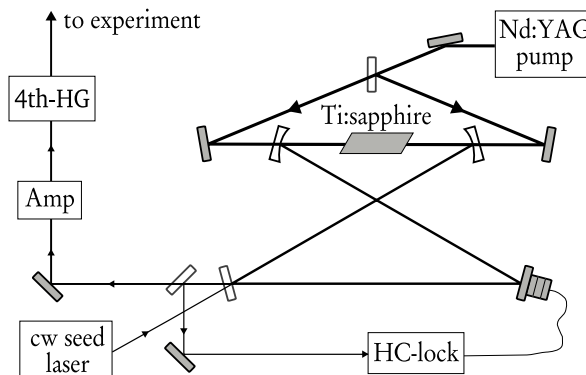 to experiment
Nd:YAG
pump
4th-HG
Ti:sapphire
Amp
cw seed
laser
HC-lock